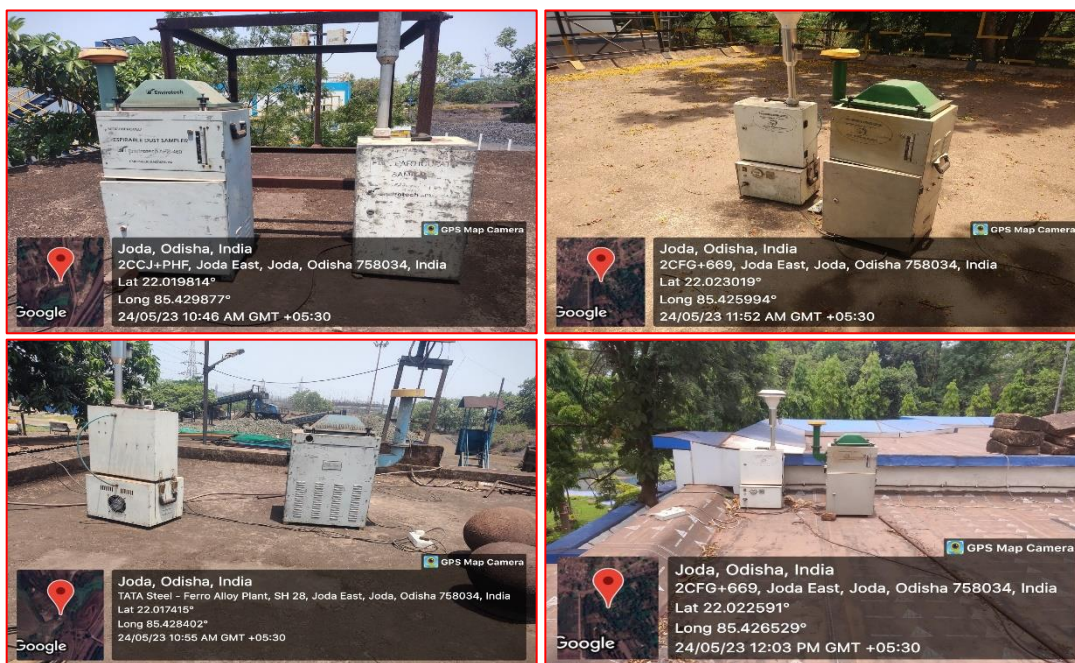 Envirotech
RESPIRABLE DUST SAMPLER
SAMPLER
GPS Map Camera
Joda, Odisha, India
2CCJ+PHF, Joda East, Joda, Odisha 758034, India
Lat 22.019814°
Long 85.429877°
24/05/23 10:46 AM GMT +05:30
Google
GPS Map Camera
Joda, Odisha, India
2CFG+669, Joda East, Joda, Odisha 758034, India
Lat 22.023019°
Long 85.425994°
24/05/23 11:52 AM GMT +05:30
Google
GPS Map Camera
Joda, Odisha, India
TATA Steel - Ferro Alloy Plant, SH 28, Joda East, Joda, Odisha 758034, India
Lat 22.017415°
Long 85.428402°
24/05/23 10:55 AM GMT +05:30
Google
GPS Map Camera
Joda, Odisha, India
2CFG+669, Joda East, Joda, Odisha 758034, India
Lat 22.022591°
Long 85.426529°
24/05/23 12:03 PM GMT +05:30
Google